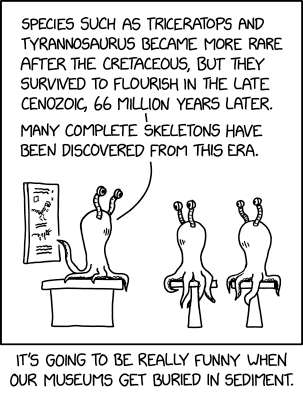 SPECIES SUCH AS TRICERATOPS AND
TYRANNOSAURUS BECAME MORE RARE
AFTER THE CRETACEOUS, BUT THEY
SURVIVED TO FLOURISH IN THE LATE
CENOZOIC, 66 MILLION YEARS LATER.
MANY COMPLETE SKELETONS HAVE
BEEN DISCOVERED FROM THIS ERA.
IT'S GOING TO BE REALLY FUNNY WHEN
OUR MUSEUMS GET BURIED IN SEDIMENT.